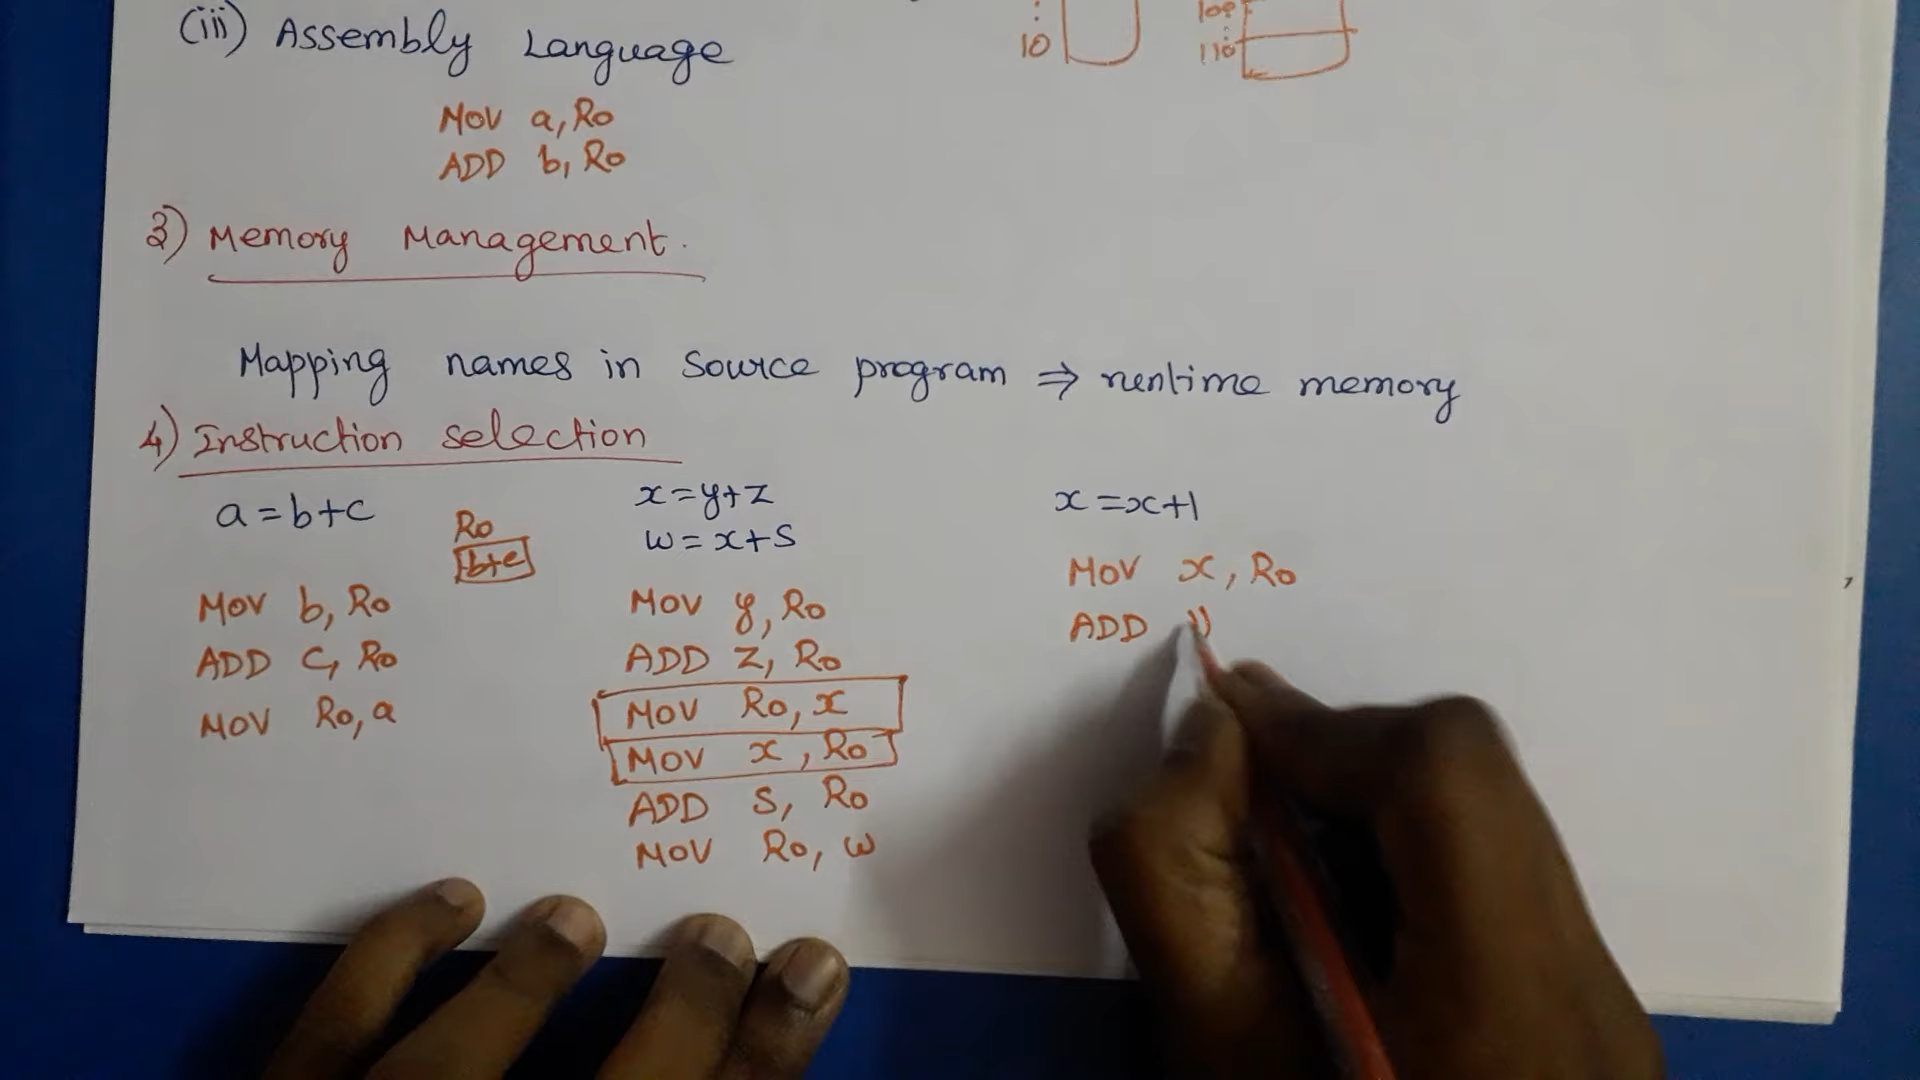 (iii) Assembly Language
10
109
:
110
MOV a, R0
ADD b, R0
3) Memory Management.
Mapping names in source program ⇒ runtime memory
4) Instruction selection
a = b+c
R0
b+c
MOV b, R0
ADD c, R0
MOV R0, a
x = y+z
w = x+s
MOV y, R0
ADD z, R0
MOV R0, x
MOV x, R0
ADD s, R0
MOV R0, w
x = x+1
MOV x, R0
ADD